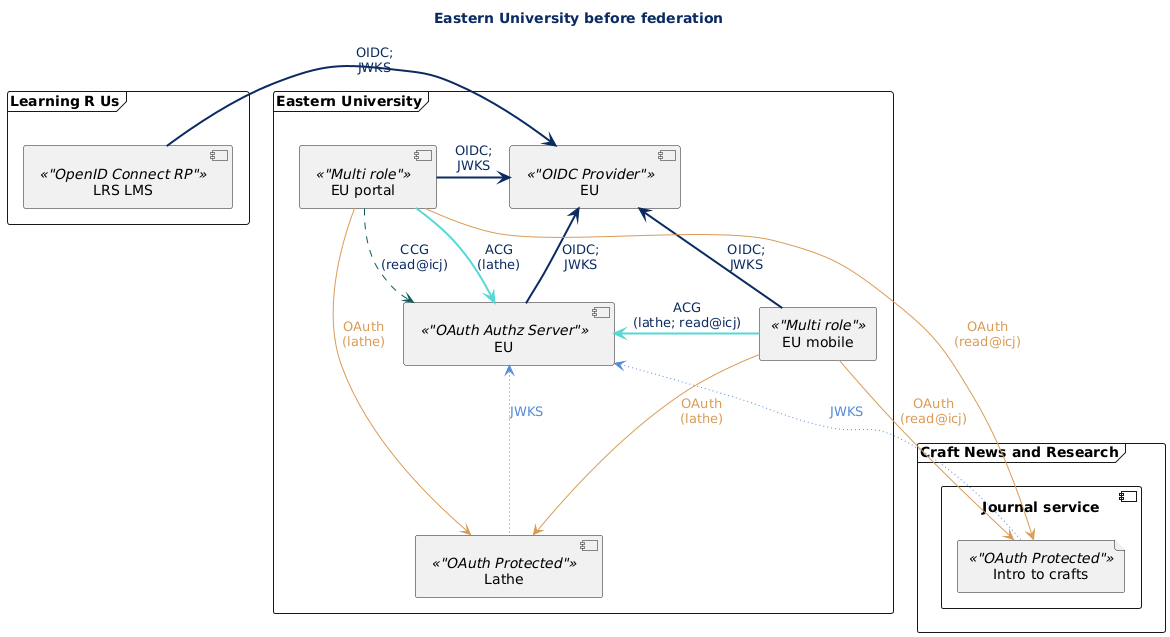 Eastern University before federation
OIDC;
JWKS
Learning R Us
Eastern University
«"OpenID Connect RP"»
LRS LMS
«"Multi role"»
EU portal
OIDC;
JWKS
«"OIDC Provider"»
EU
CCG
(read@icj)
ACG
(lathe)
OIDC;
JWKS
OIDC;
JWKS
OAuth
(lathe)
«"OAuth Authz Server"»
EU
ACG
(lathe; read@icj)
«"Multi role"»
EU mobile
OAuth
(read@icj)
JWKS
OAuth
(lathe)
JWKS
OAuth
(read@icj)
Craft News and Research
Journal service
«"OAuth Protected"»
Lathe
«"OAuth Protected"»
Intro to crafts